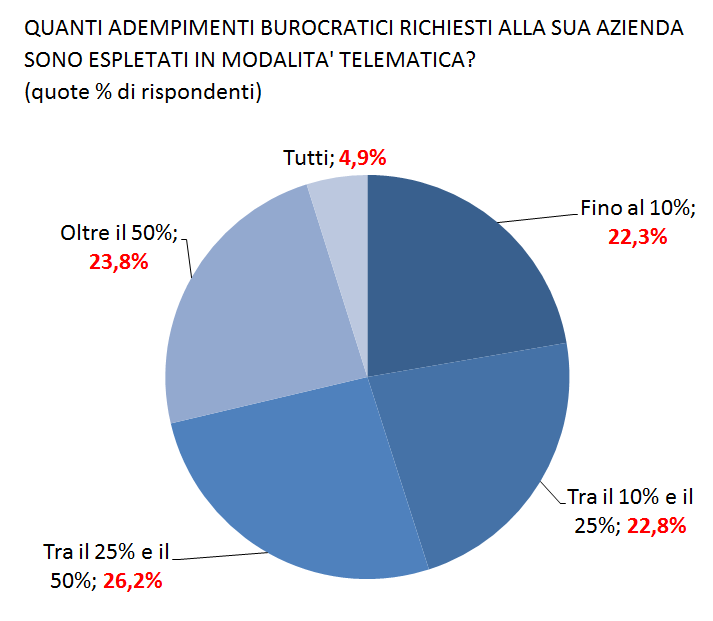 QUANTI ADEMPIMENTI BUROCRATICI RICHIESTI ALLA SUA AZIENDA
SONO ESPLETATI IN MODALITA' TELEMATICA?
(quote % di rispondenti)
Tutti; 4,9%
Fino al 10%;
22,3%
Oltre il 50%;
23,8%
Tra il 10% e il
25%; 22,8%
Tra il 25% e il
50%; 26,2%